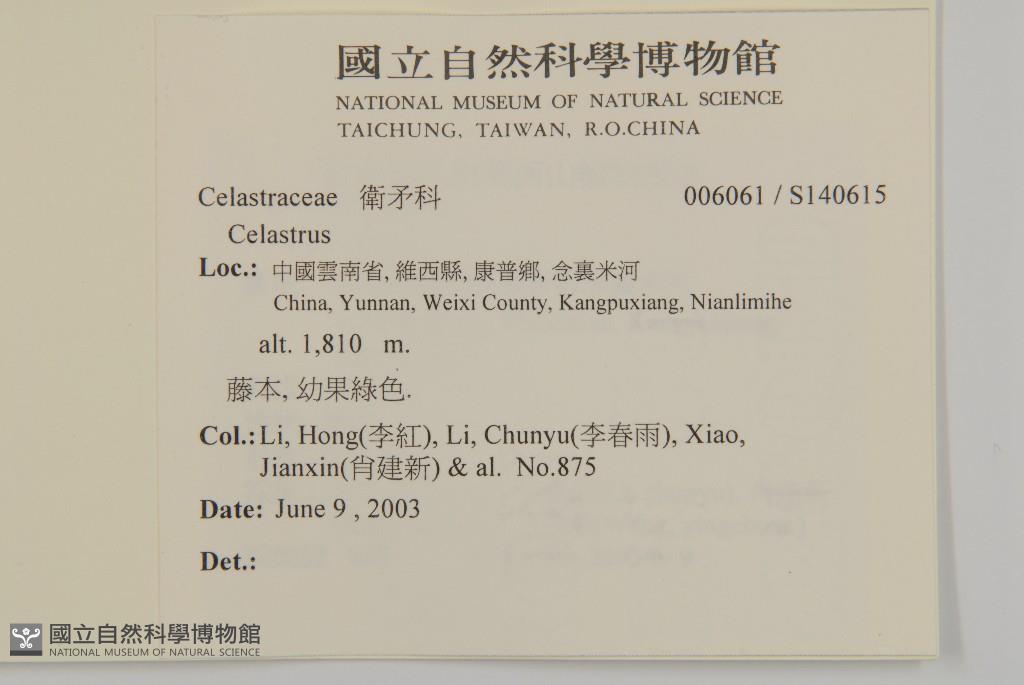 國立自然科學博物館
NATIONAL MUSEUM OF NATURAL SCIENCE
TAICHUNG, TAIWAN, R.O.CHINA
Celastraceae 衛矛科 006061 / S140615
Celastrus
Loc.: 中國雲南省, 維西縣, 康普鄉, 念裏米河
China, Yunnan, Weixi County, Kangpuxiang, Nianlimihe
alt. 1,810 m.
藤本, 幼果綠色.
Col.: Li, Hong(李紅), Li, Chunyu(李春雨), Xiao,
Jianxin(肖建新) & al. No.875
Date: June 9 , 2003
Det.:
國立自然科學博物館
NATIONAL MUSEUM OF NATURAL SCIENCE